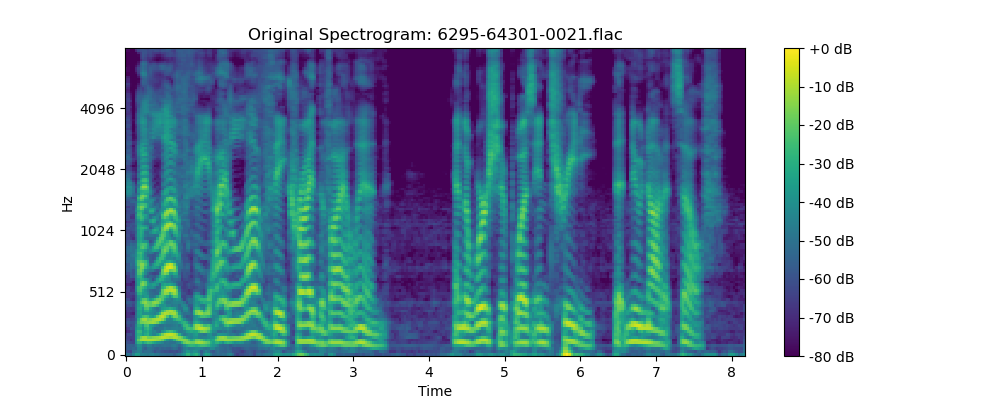 Original Spectrogram: 6295-64301-0021.flac
Hz
4096
2048
1024
512
0
0 1 2 3 4 5 6 7 8
Time
+0 dB
-10 dB
-20 dB
-30 dB
-40 dB
-50 dB
-60 dB
-70 dB
-80 dB